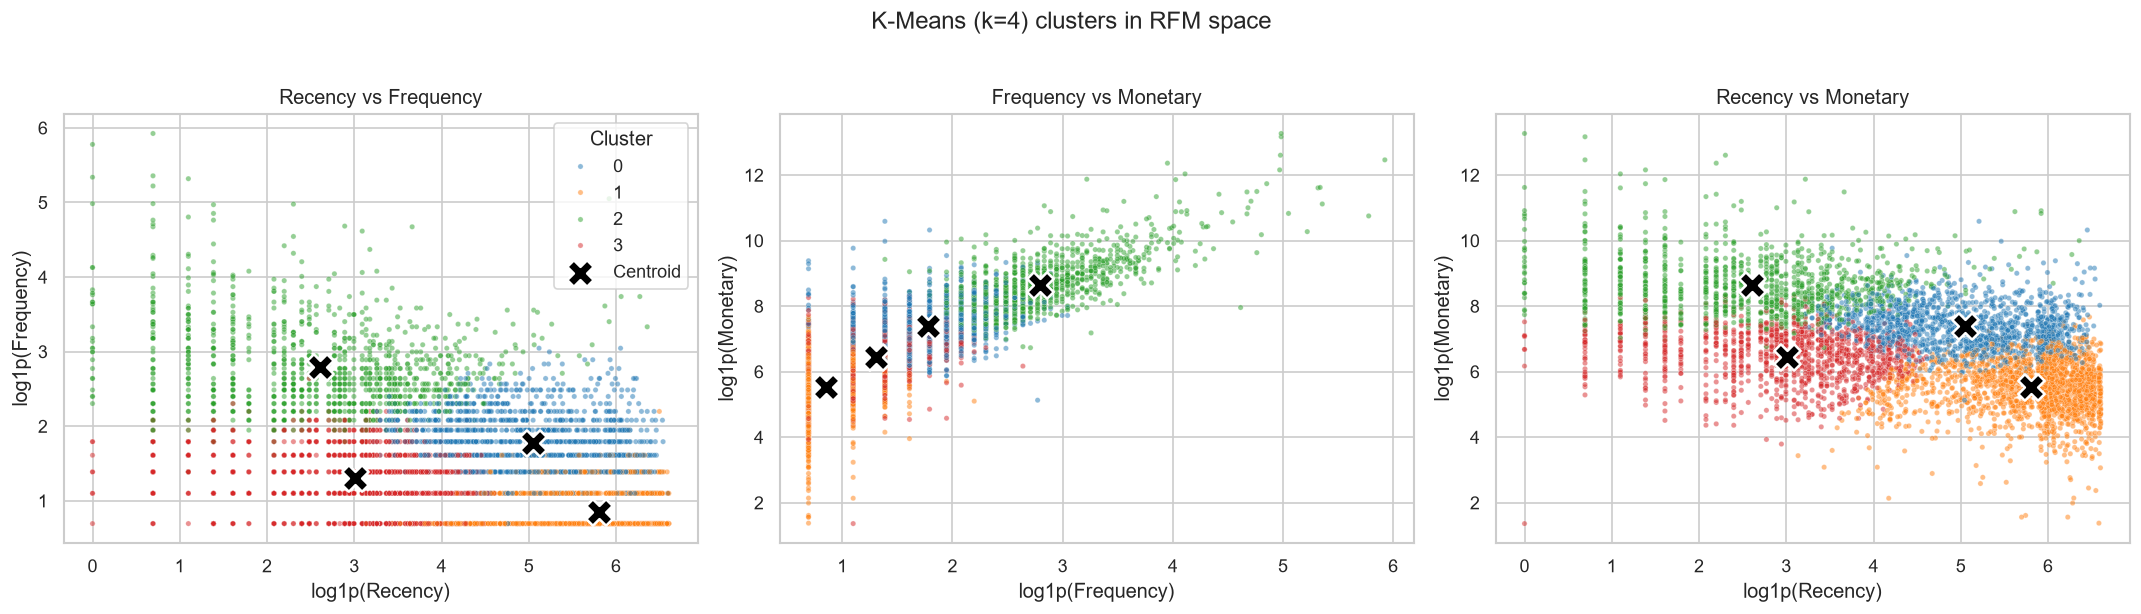 K-Means (k=4) clusters in RFM space
Recency vs Frequency
6
5
4
3
2
1
0 1 2 3 4 5 6
log1p(Frequency)
log1p(Recency)
Cluster
0
1
2
3
Centroid
Frequency vs Monetary
12
10
8
6
4
2
1 2 3 4 5 6
log1p(Monetary)
log1p(Frequency)
Recency vs Monetary
12
10
8
6
4
2
0 1 2 3 4 5 6
log1p(Monetary)
log1p(Recency)